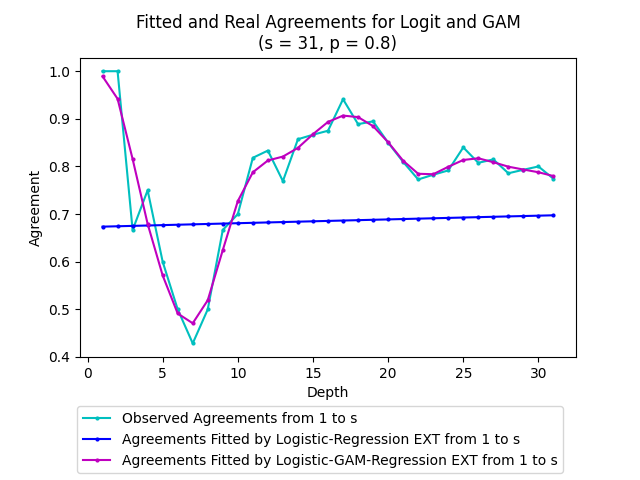 Fitted and Real Agreements for Logit and GAM
(s = 31, p = 0.8)
1.0
0.9
0.8
0.7
0.6
0.5
0.4
Agreement
0 5 10 15 20 25 30
Depth
Observed Agreements from 1 to s
Agreements Fitted by Logistic-Regression EXT from 1 to s
Agreements Fitted by Logistic-GAM-Regression EXT from 1 to s